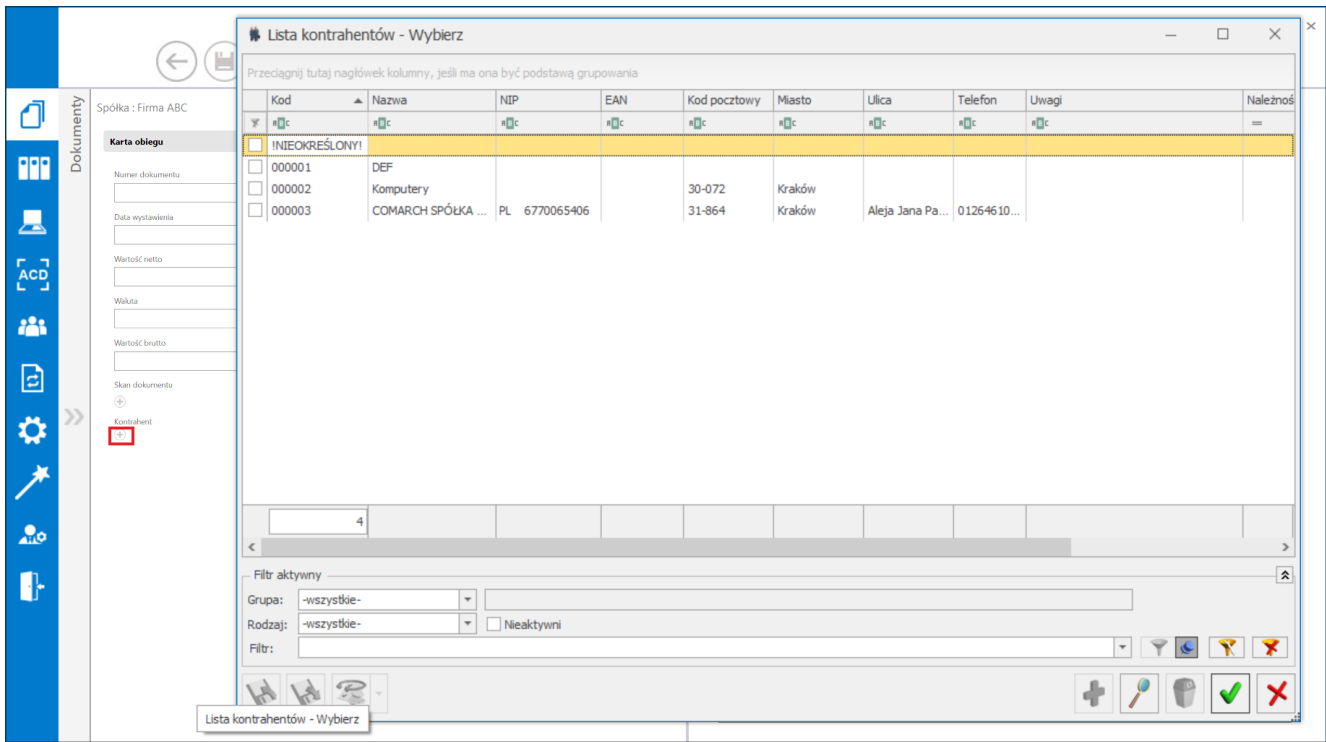 Lista kontrahentów - Wybierz
Przeciągnij tutaj nagłówek kolumny, jeśli ma ona być podstawą grupowania
Kod Nazwa NIP EAN Kod pocztowy Miasto Ulica Telefon Uwagi Należnoś
!NIEOKREŚLONY!
000001 DEF
000002 Komputery 30-072 Kraków
000003 COMARCH SPÓŁKA ... PL 6770065406 31-864 Kraków Aleja Jana Pa... 01264610...
4
Filtr aktywny
Grupa: -wszystkie-
Rodzaj: -wszystkie- Nieaktywni
Filtr:
Lista kontrahentów - Wybierz
Dokumenty
ACD
Spółka : Firma ABC
Karta obiegu
Numer dokumentu
Data wystawienia
Wartość netto
Waluta
Wartość brutto
Skan dokumentu
Kontrahent